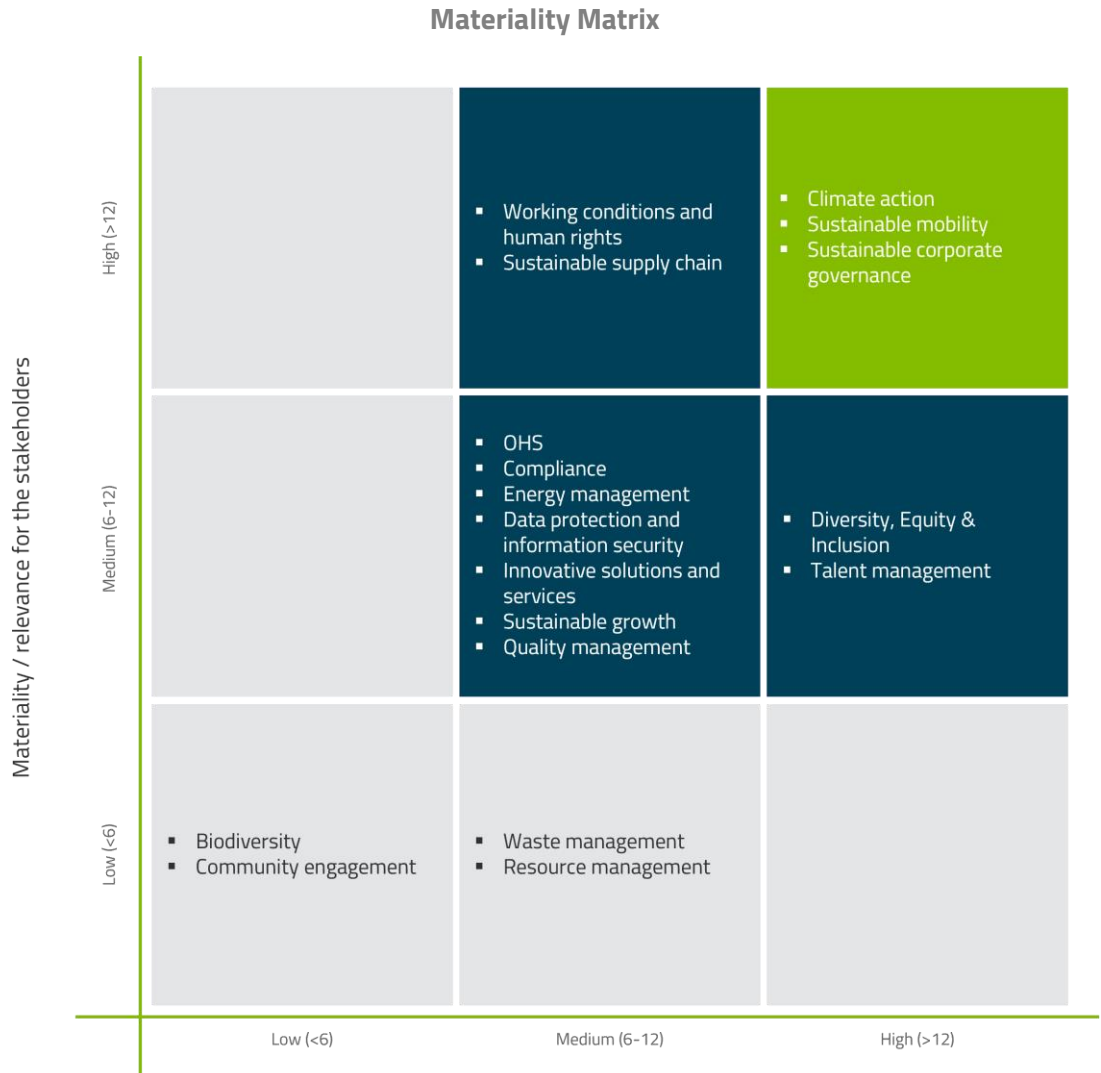 Materiality Matrix
Materiality / relevance for the stakeholders
High (>12)
▪ Working conditions and
human rights
▪ Sustainable supply chain
▪ Climate action
▪ Sustainable mobility
▪ Sustainable corporate
governance
Medium (6-12)
▪ OHS
▪ Compliance
▪ Energy management
▪ Data protection and
information security
▪ Innovative solutions and
services
▪ Sustainable growth
▪ Quality management
▪ Diversity, Equity &
Inclusion
▪ Talent management
Low (<6)
▪ Biodiversity
▪ Community engagement
▪ Waste management
▪ Resource management
Low (<6)
Medium (6-12)
High (>12)